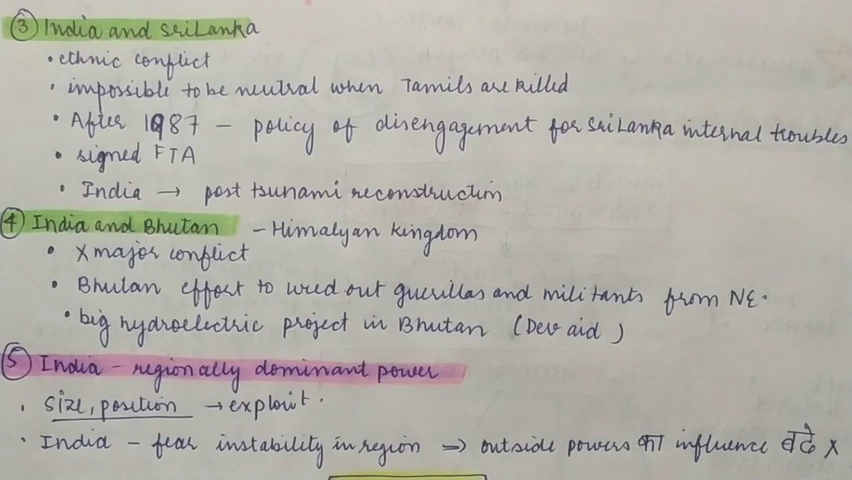 ③ India and SriLanka
• ethnic conflict
• impossible to be neutral when Tamils are killed
• After 1987 – policy of disengagement for SriLanka internal troubles
• signed FTA
• India → post tsunami reconstruction
④ India and Bhutan – Himalyan kingdom
• X major conflict
• Bhutan effort to weed out guerillas and militants from NE.
• big hydroelectric project in Bhutan (Dev aid)
⑤ India – regionally dominant power
• Size, position → exploit.
• India – fear instability in region ⇒ outside powers का influence बढ़े X